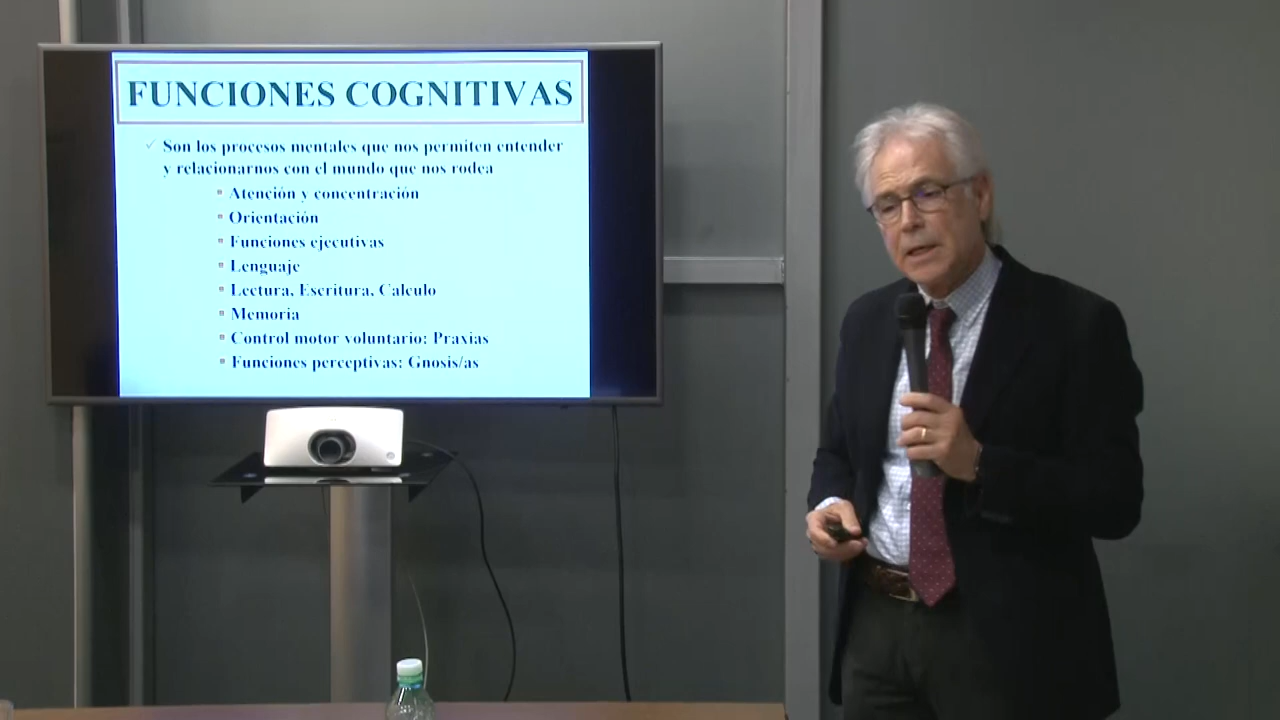 FUNCIONES COGNITIVAS
✓ Son los procesos mentales que nos permiten entender
y relacionarnos con el mundo que nos rodea
▪ Atención y concentración
▪ Orientación
▪ Funciones ejecutivas
▪ Lenguaje
▪ Lectura, Escritura, Calculo
▪ Memoria
▪ Control motor voluntario: Praxias
▪ Funciones perceptivas: Gnosis/as